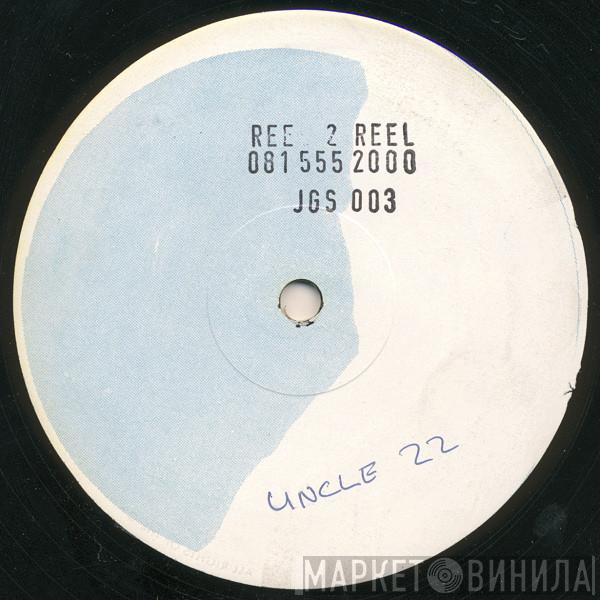 REE 2 REEL
081 555 2000
JGS 003
UNCLE 22
МАРКЕТ ВИНИЛА